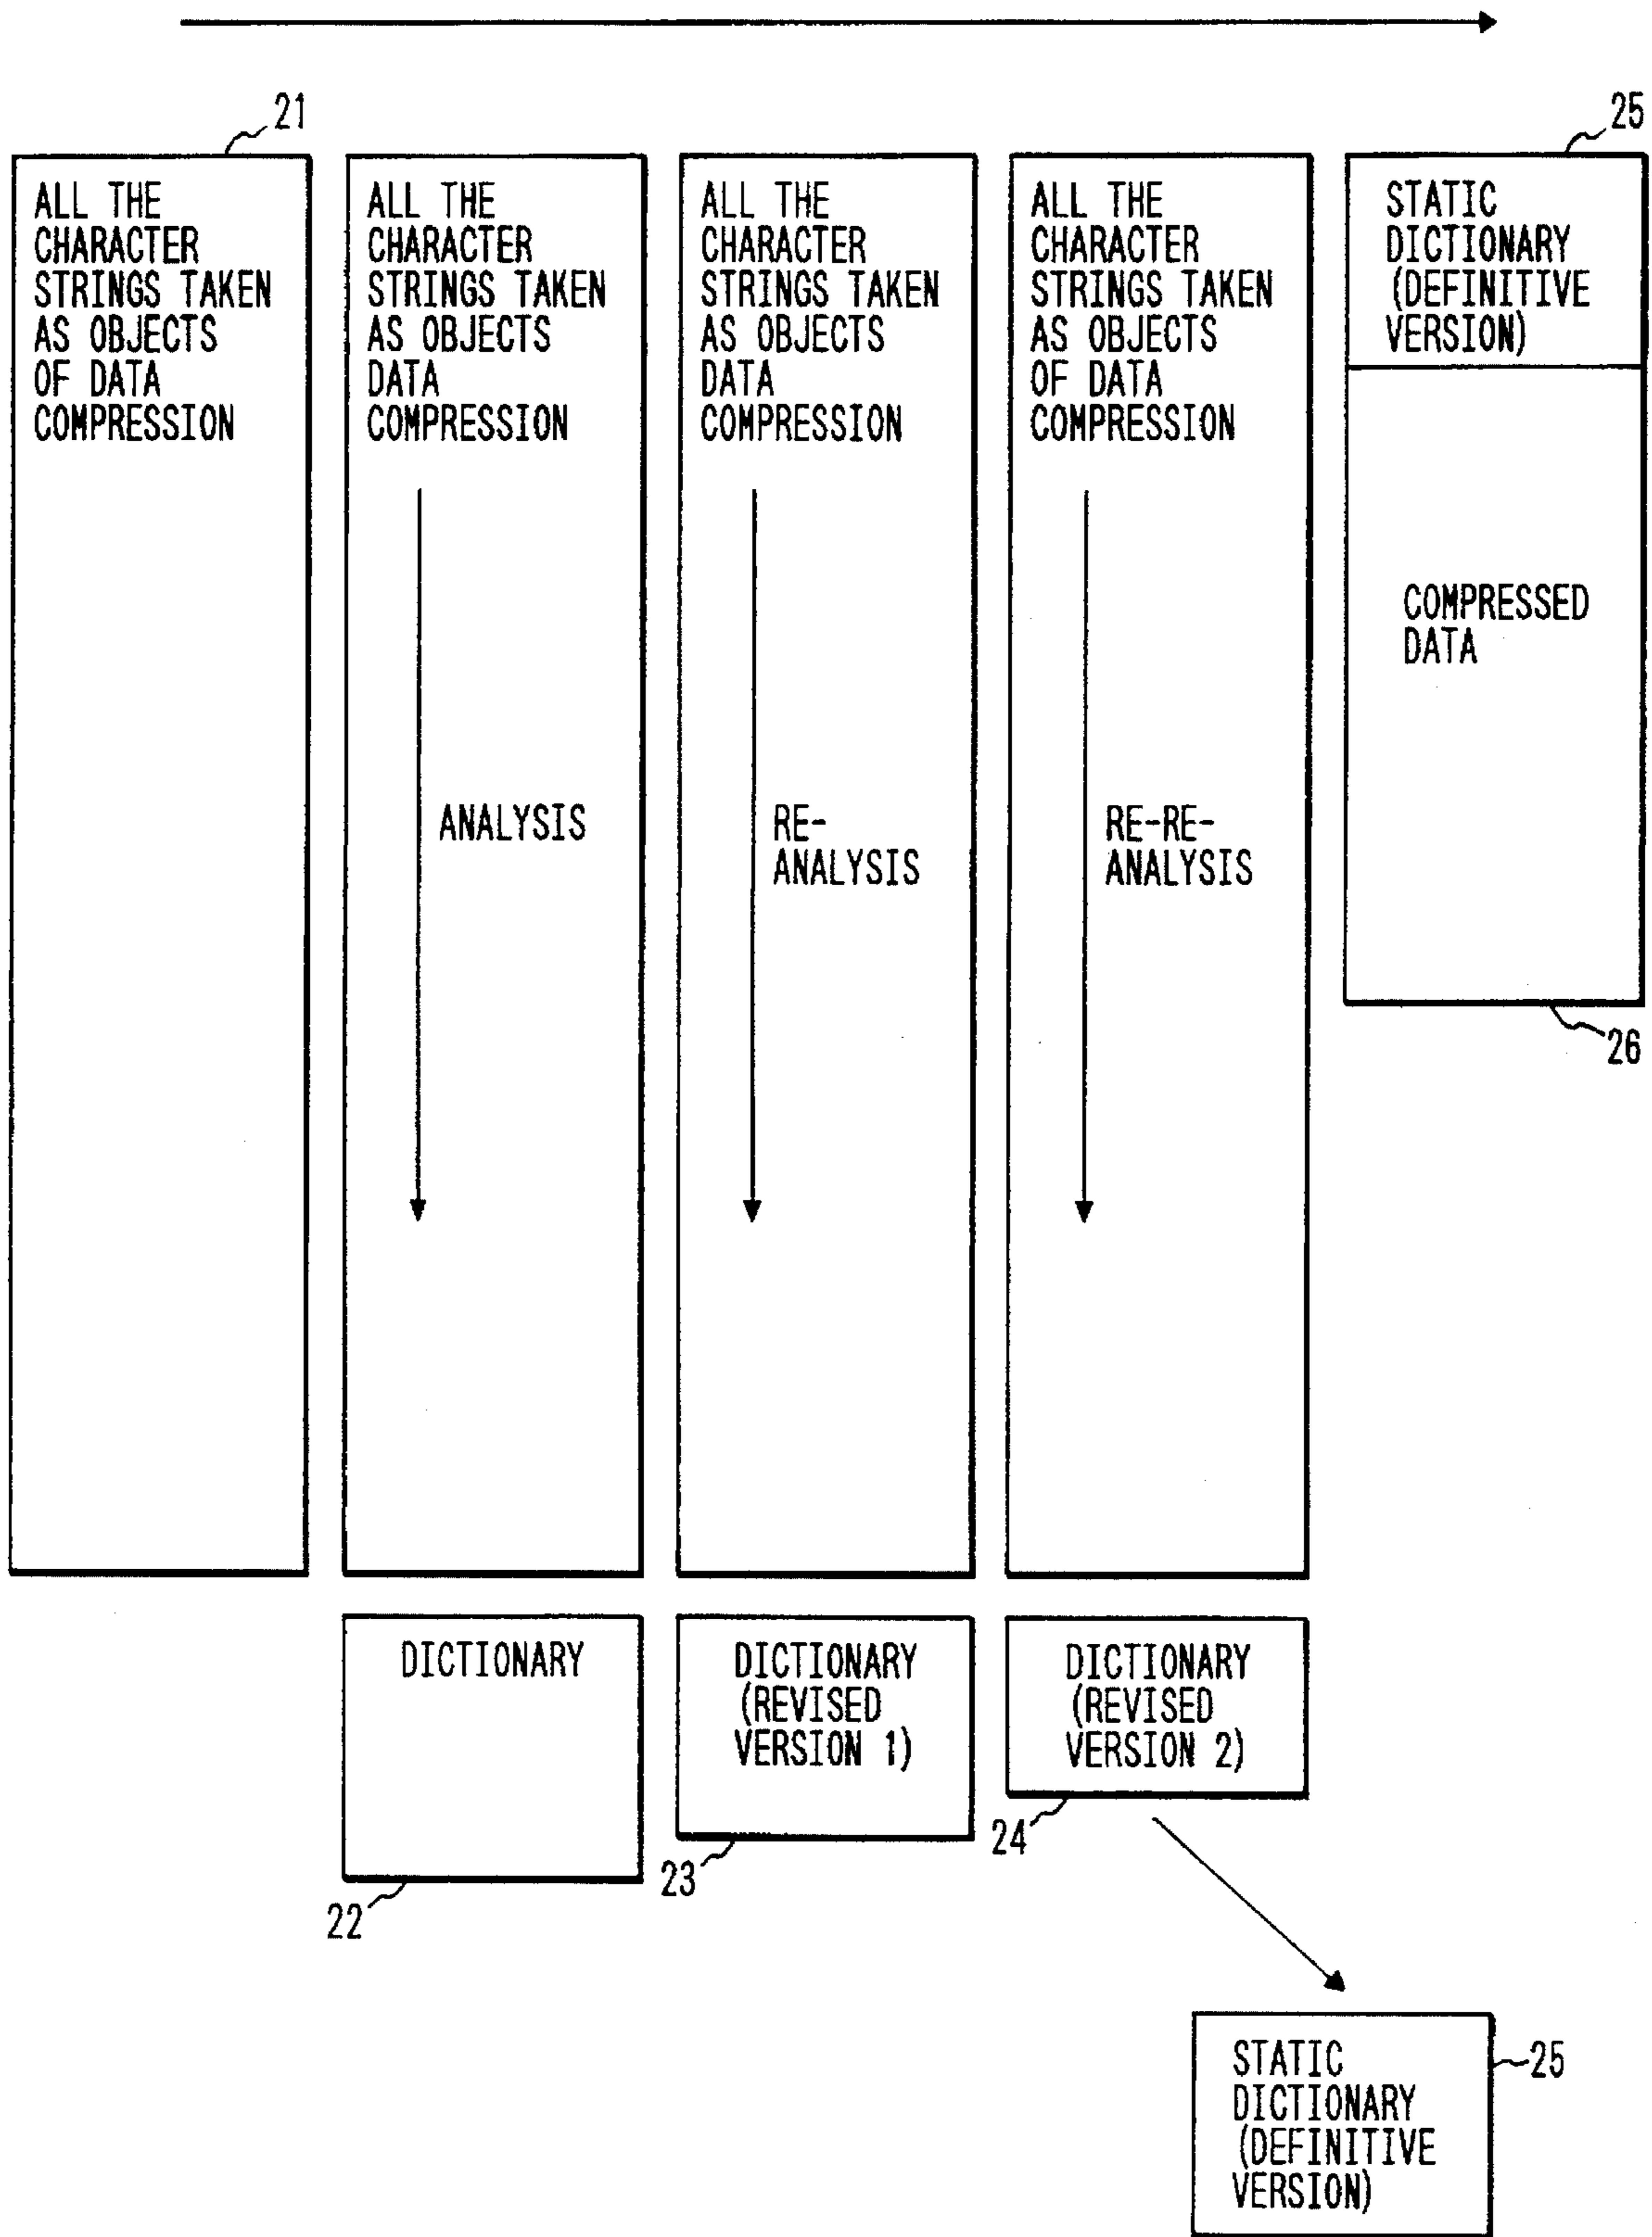 21
ALL THE
CHARACTER
STRINGS TAKEN
AS OBJECTS
OF DATA
COMPRESSION
ALL THE
CHARACTER
STRINGS TAKEN
AS OBJECTS
DATA
COMPRESSION
ANALYSIS
ALL THE
CHARACTER
STRINGS TAKEN
AS OBJECTS
DATA
COMPRESSION
RE-
ANALYSIS
ALL THE
CHARACTER
STRINGS TAKEN
AS OBJECTS
OF DATA
COMPRESSION
RE-RE-
ANALYSIS
25
STATIC
DICTIONARY
(DEFINITIVE
VERSION)
COMPRESSED
DATA
26
DICTIONARY
22
DICTIONARY
(REVISED
VERSION 1)
23
DICTIONARY
(REVISED
VERSION 2)
24
STATIC
DICTIONARY
(DEFINITIVE
VERSION)
25